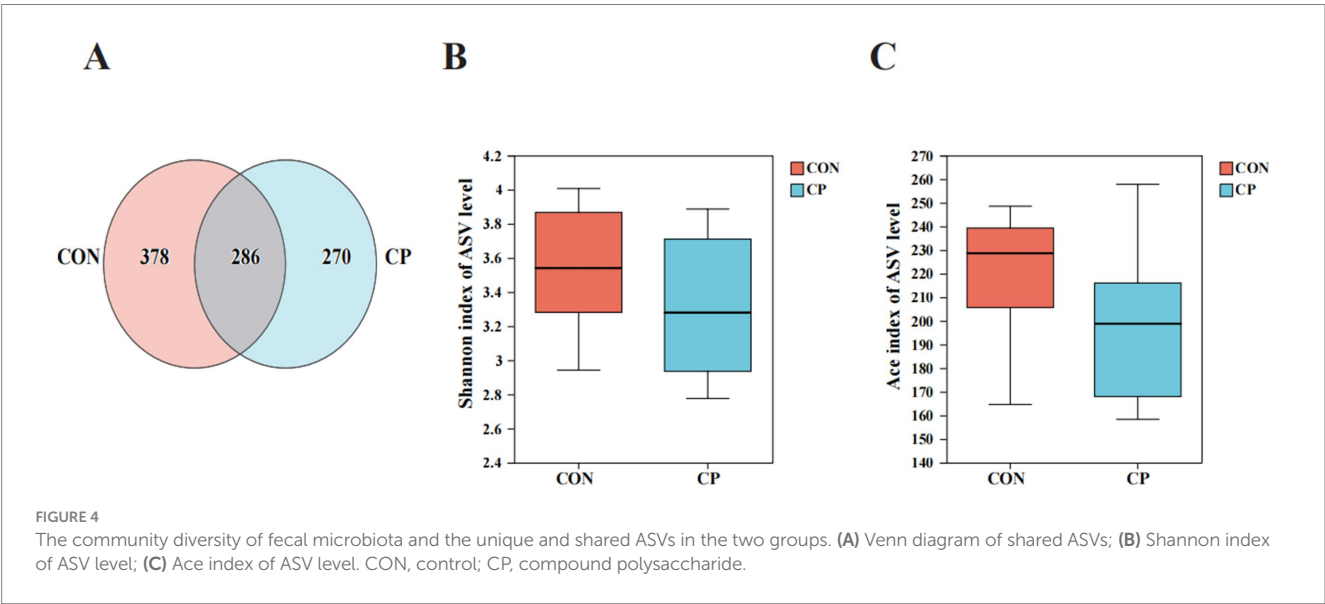 A
CON 378 286 270 CP
B
Shannon index of ASV level
4.2
4
3.8
3.6
3.4
3.2
3
2.8
2.6
2.4
CON CP
CON
CP
C
Ace index of ASV level
270
260
250
240
230
220
210
200
190
180
170
160
150
140
CON CP
CON
CP
FIGURE 4
The community diversity of fecal microbiota and the unique and shared ASVs in the two groups. (A) Venn diagram of shared ASVs; (B) Shannon index
of ASV level; (C) Ace index of ASV level. CON, control; CP, compound polysaccharide.